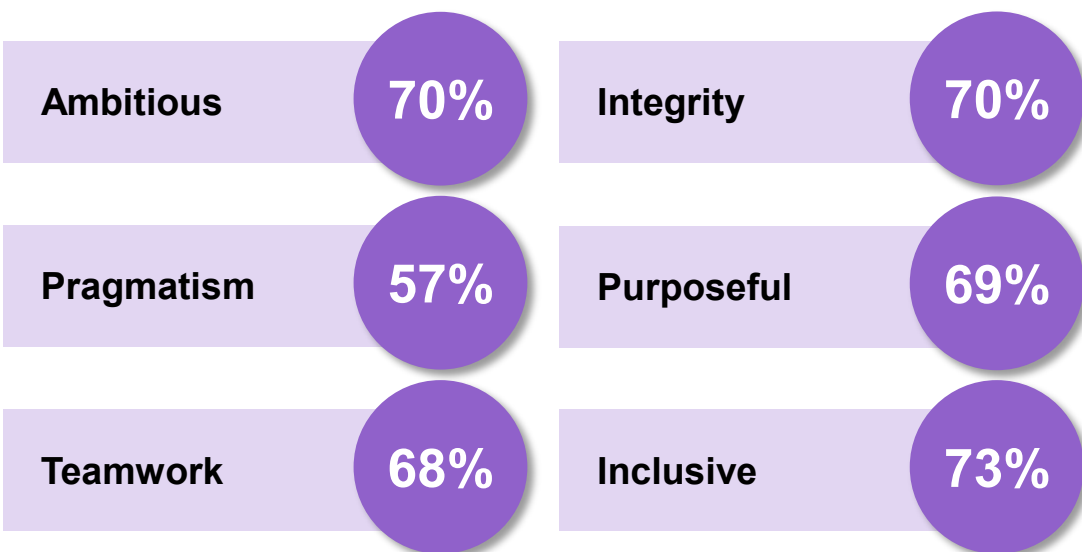 Ambitious 70%
Integrity 70%
Pragmatism 57%
Purposeful 69%
Teamwork 68%
Inclusive 73%